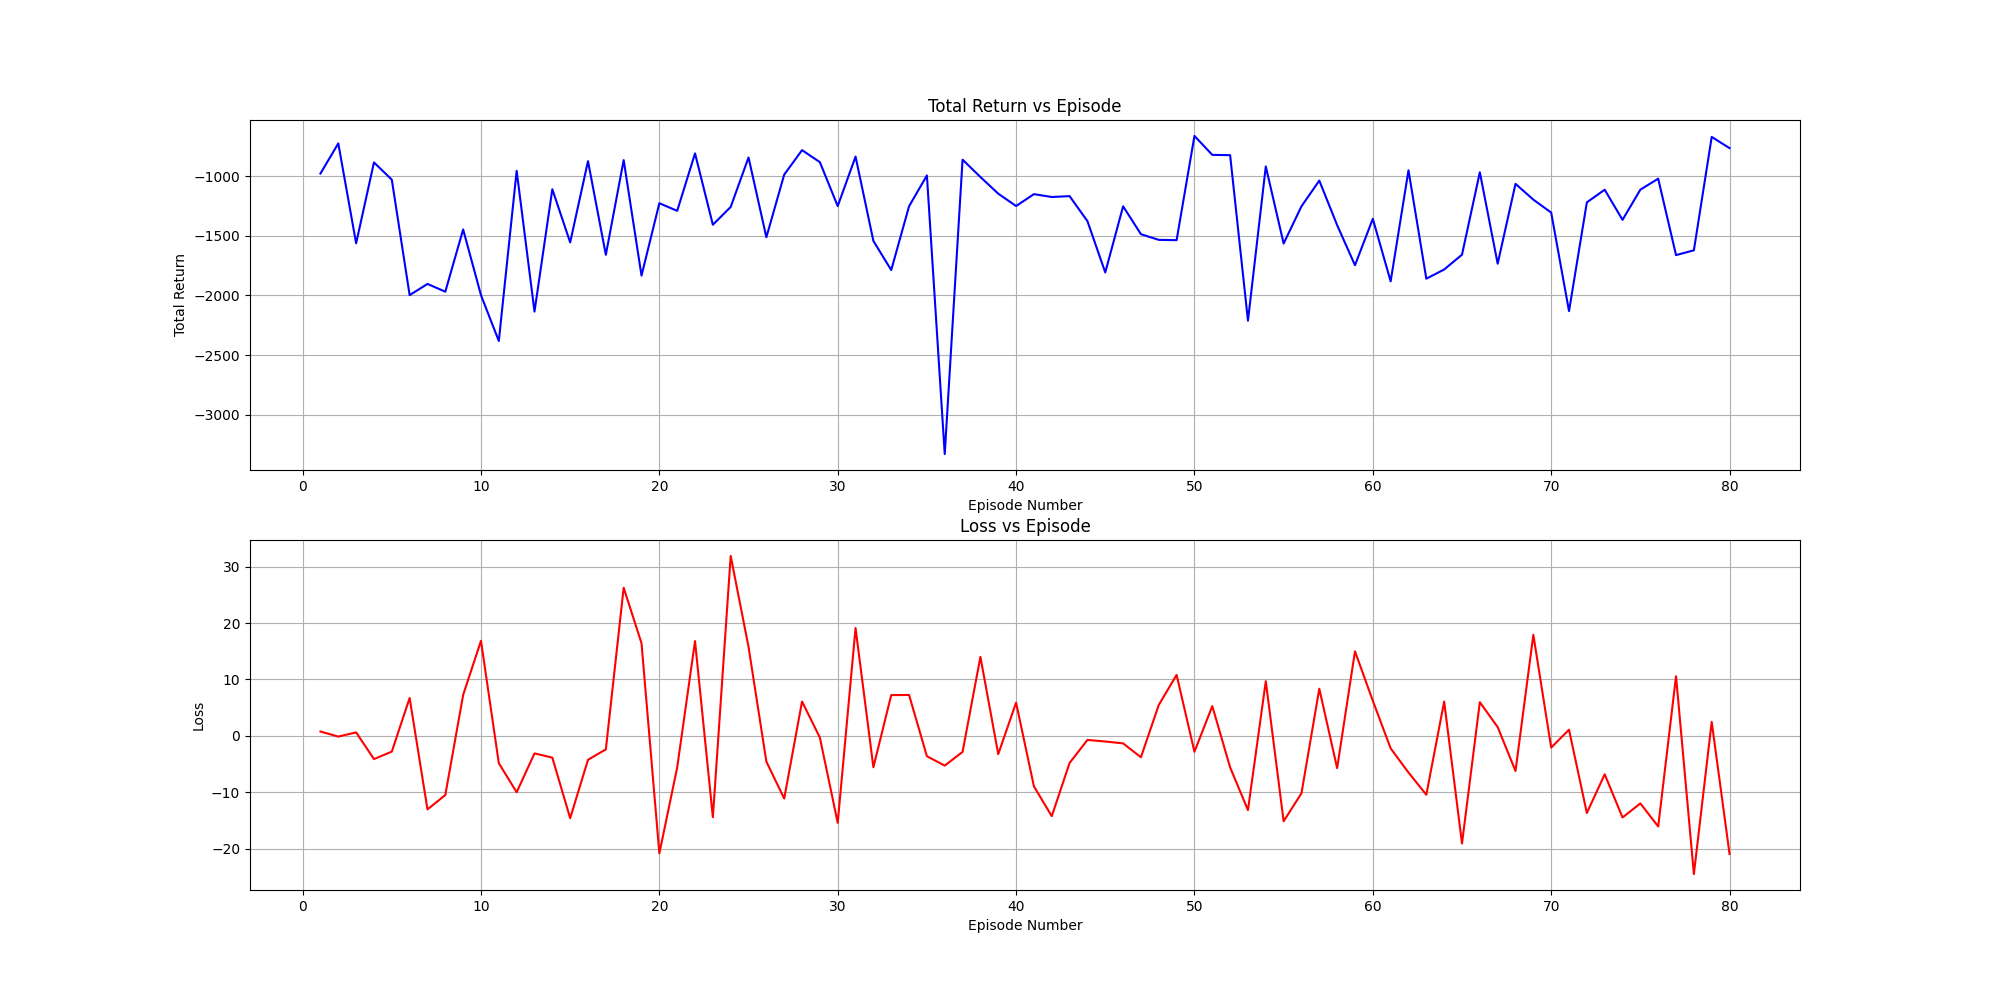 Total Return vs Episode
−1000
−1500
−2000
−2500
−3000
Total Return
0 10 20 30 40 50 60 70 80
Episode Number
Loss vs Episode
30
20
10
0
−10
−20
Loss
0 10 20 30 40 50 60 70 80
Episode Number